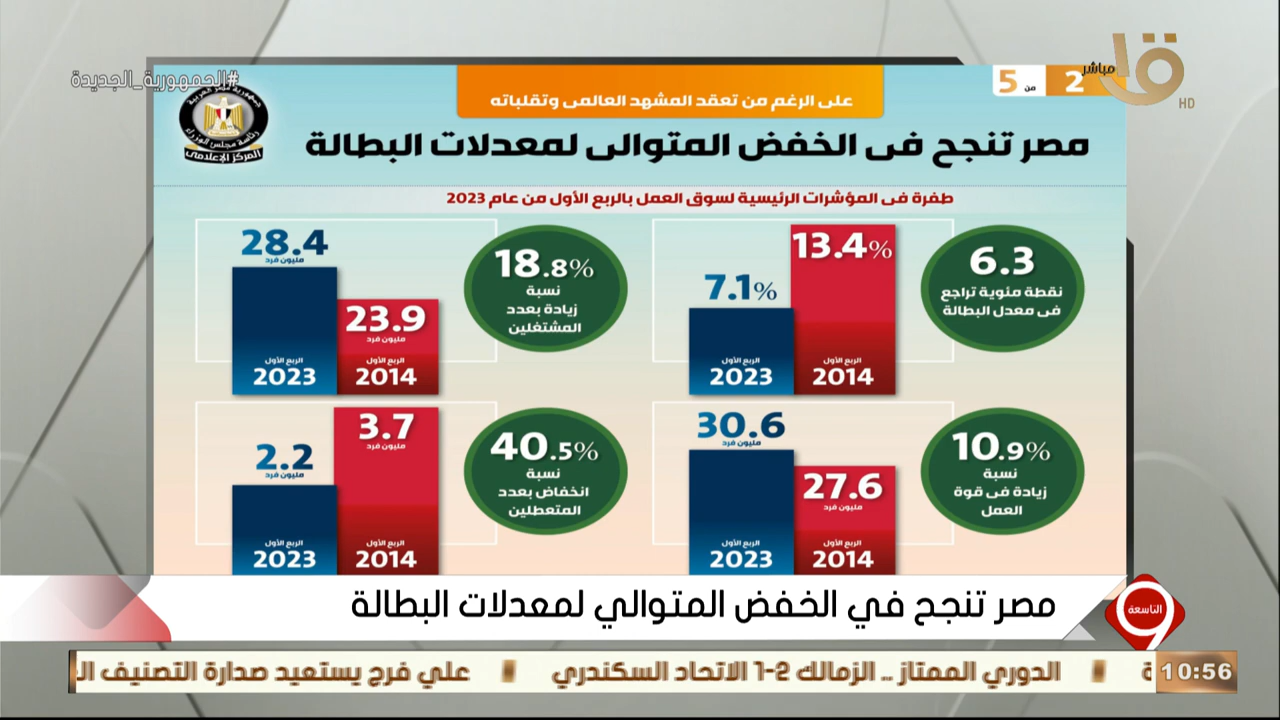 #الجمهورية_الجديدة
مباشر
HD
2 من 5
جمهورية مصر العربية
رئاسة مجلس الوزراء
المركز الإعلامى
على الرغم من تعقد المشهد العالمى وتقلباته
مصر تنجح فى الخفض المتوالى لمعدلات البطالة
طفرة فى المؤشرات الرئيسية لسوق العمل بالربع الأول من عام 2023
6.3
نقطة مئوية تراجع
فى معدل البطالة
13.4%
الربع الأول
2014
7.1%
الربع الأول
2023
18.8%
نسبة
زيادة بعدد
المشتغلين
23.9
مليون فرد
الربع الأول
2014
28.4
مليون فرد
الربع الأول
2023
10.9%
نسبة
زيادة فى قوة
العمل
27.6
مليون فرد
الربع الأول
2014
30.6
مليون فرد
الربع الأول
2023
40.5%
نسبة
انخفاض بعدد
المتعطلين
3.7
مليون فرد
الربع الأول
2014
2.2
مليون فرد
الربع الأول
2023
التاسعة
9
مصر تنجح في الخفض المتوالي لمعدلات البطالة
10:56
الدوري الممتاز .. الزمالك 2-1 الاتحاد السكندري
علي فرج يستعيد صدارة التصنيف